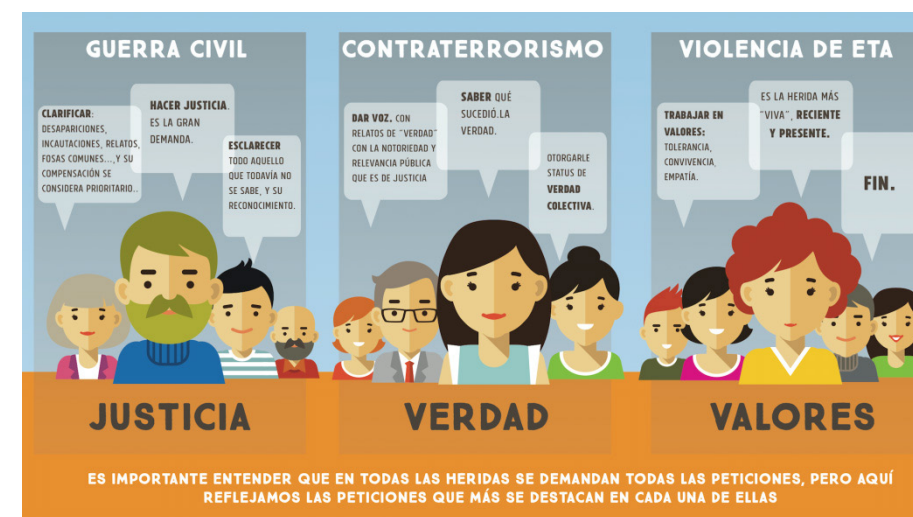 GUERRA CIVIL
CLARIFICAR:
DESAPARICIONES,
INCAUTACIONES, RELATOS,
FOSAS COMUNES...,Y SU
COMPENSACIÓN SE
CONSIDERA PRIORITARIO..
HACER JUSTICIA.
ES LA GRAN
DEMANDA.
ESCLARECER
TODO AQUELLO
QUE TODAVÍA NO
SE SABE, Y SU
RECONOCIMIENTO.
JUSTICIA
CONTRATERRORISMO
DAR VOZ. CON
RELATOS DE "VERDAD"
CON LA NOTORIEDAD Y
RELEVANCIA PÚBLICA
QUE ES DE JUSTICIA
SABER QUÉ
SUCEDIÓ.LA
VERDAD.
OTORGARLE
STATUS DE
VERDAD
COLECTIVA.
VERDAD
VIOLENCIA DE ETA
TRABAJAR EN
VALORES:
TOLERANCIA,
CONVIVENCIA,
EMPATÍA.
ES LA HERIDA MÁS
"VIVA", RECIENTE
Y PRESENTE.
FIN.
VALORES
ES IMPORTANTE ENTENDER QUE EN TODAS LAS HERIDAS SE DEMANDAN TODAS LAS PETICIONES, PERO AQUÍ
REFLEJAMOS LAS PETICIONES QUE MÁS SE DESTACAN EN CADA UNA DE ELLAS